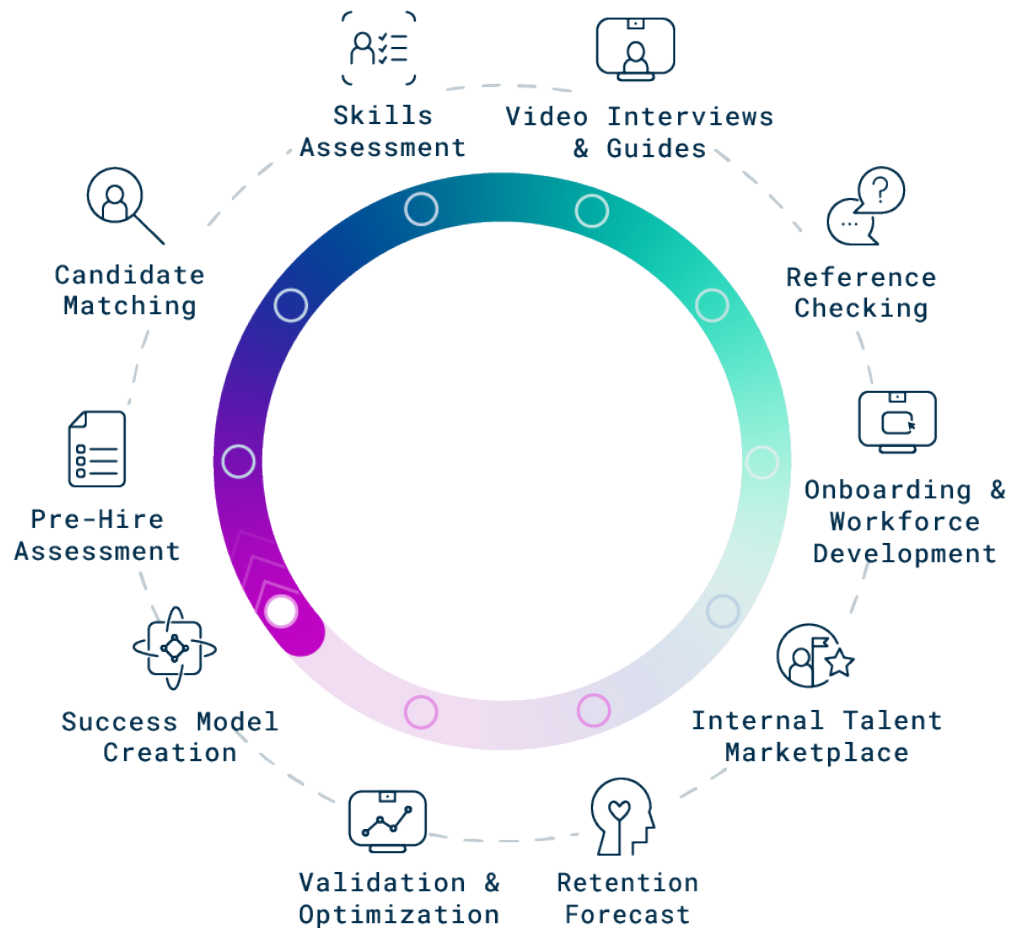 Skills
Assessment
Video Interviews
& Guides
Reference
Checking
Onboarding &
Workforce
Development
Internal Talent
Marketplace
Retention
Forecast
Validation &
Optimization
Success Model
Creation
Pre-Hire
Assessment
Candidate
Matching